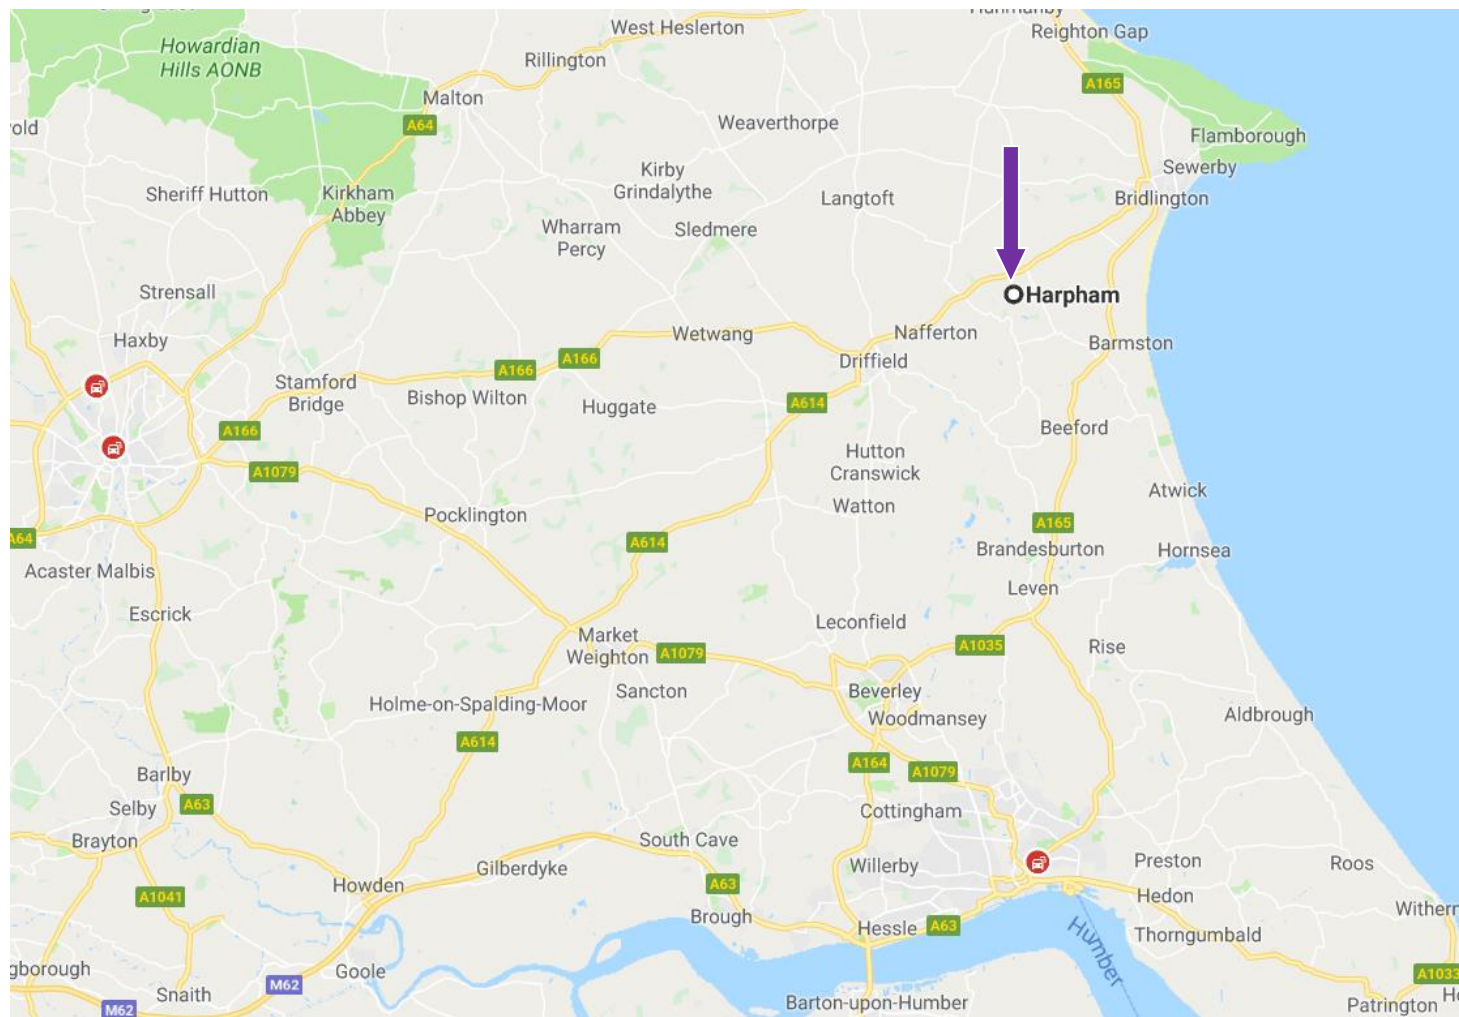 West Heslerton
Reighton Gap
Howardian
Hills AONB
Rillington
A165
Malton
A64
Weaverthorpe
Flamborough
Kirby
Grindalythe
Sewerby
Sheriff Hutton
Kirkham
Abbey
Langtoft
Bridlington
Wharram
Percy
Sledmere
Strensall
Harpham
Haxby
Wetwang
Nafferton
Barmston
Driffield
A166
A166
Stamford
Bridge
Bishop Wilton
Huggate
A614
A166
Beeford
Hutton
Cranswick
A1079
Atwick
Watton
Pocklington
A165
A64
A614
Brandesburton
Hornsea
Acaster Malbis
Leven
Escrick
Leconfield
Market
Weighton
A1079
A1035
Rise
Sancton
Beverley
Holme-on-Spalding-Moor
Woodmansey
Aldbrough
A614
A164
A1079
Barlby
Selby
A63
Cottingham
Brayton
South Cave
Gilberdyke
Willerby
Preston
Roos
Howden
A63
A1041
Hedon
Withern
Brough
Hessle
A63
Humber
Thorngumbald
gborough
Goole
M62
A1033
Snaith
M62
Barton-upon-Humber
Patrington